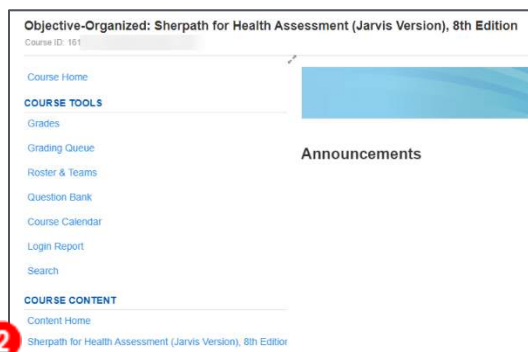 Objective-Organized: Sherpath for Health Assessment (Jarvis Version), 8th Edition
Course ID: 161
Course Home
COURSE TOOLS
Grades
Grading Queue
Roster & Teams
Question Bank
Course Calendar
Login Report
Search
COURSE CONTENT
Content Home
2 Sherpath for Health Assessment (Jarvis Version), 8th Edition
Announcements